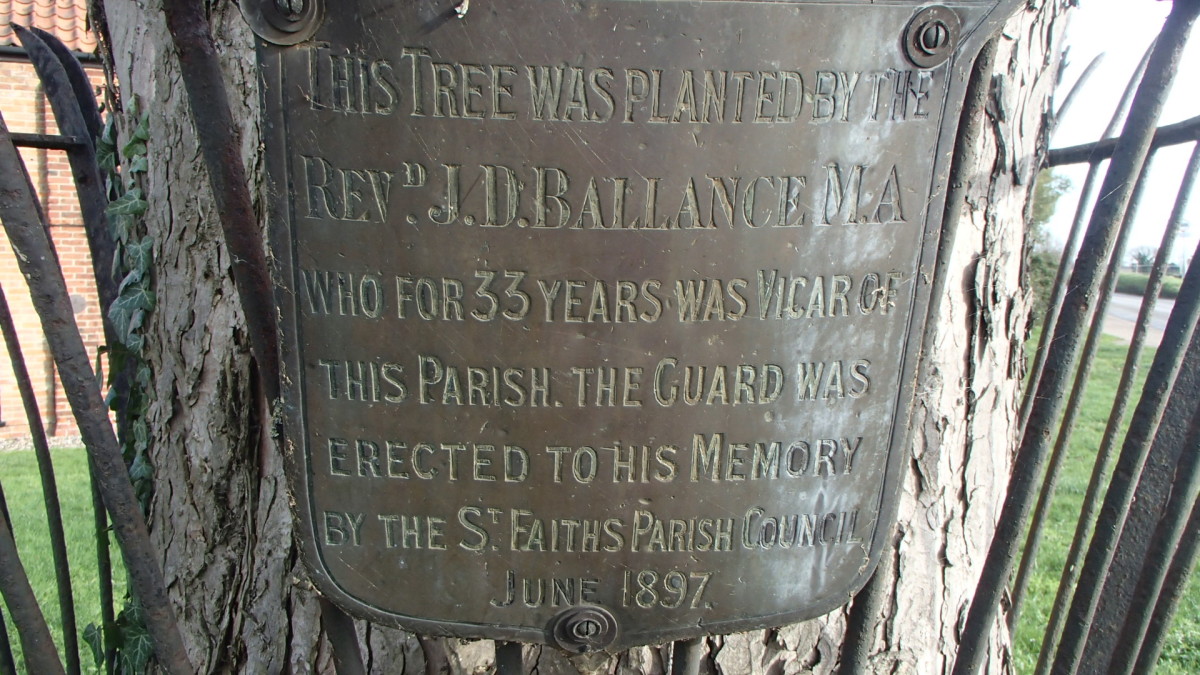 THIS TREE WAS PLANTED BY THE
REVD. J.D. BALLANCE M.A
WHO FOR 33 YEARS · WAS VICAR OF
THIS PARISH. THE GUARD WAS
ERECTED TO HIS MEMORY
BY THE ST. FAITHS PARISH COUNCIL
JUNE 1897.